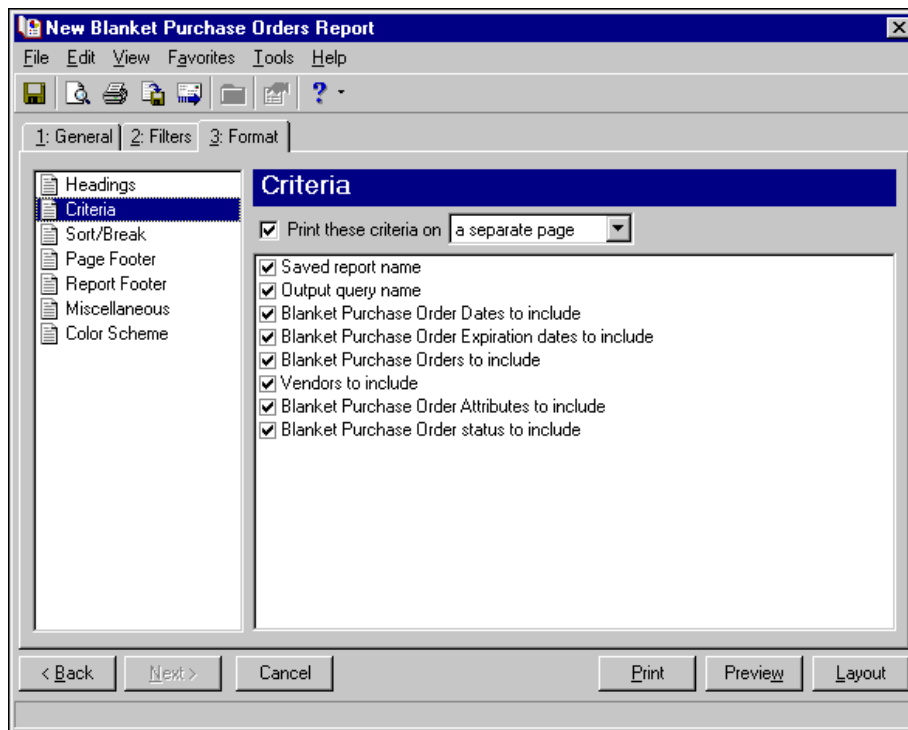 New Blanket Purchase Orders Report
File Edit View Favorites Tools Help
?
1: General 2: Filters 3: Format
Headings
Criteria
Sort/Break
Page Footer
Report Footer
Miscellaneous
Color Scheme
Criteria
Print these criteria on a separate page
Saved report name
Output query name
Blanket Purchase Order Dates to include
Blanket Purchase Order Expiration dates to include
Blanket Purchase Orders to include
Vendors to include
Blanket Purchase Order Attributes to include
Blanket Purchase Order status to include
< Back Next > Cancel Print Preview Layout